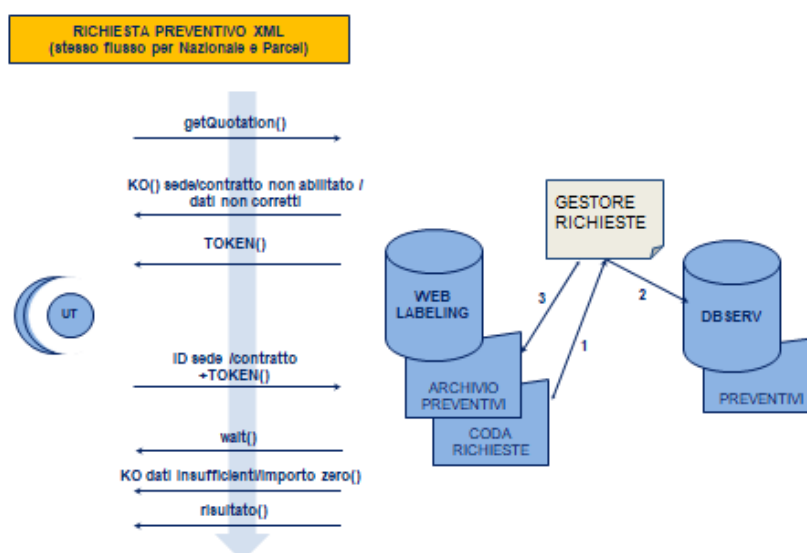 RICHIESTA PREVENTIVO XML
(stesso flusso per Nazionale e Parcel)
getQuotation()
KO() sede/contratto non abilitato /
dati non corretti
TOKEN()
UT
ID sede /contratto
+TOKEN()
wait()
KO dati insufficienti/importo zero()
risultato()
GESTORE
RICHIESTE
WEB
LABELING
3
1
2
DBSERV
ARCHIVIO
PREVENTIVI
CODA
RICHIESTE
PREVENTIVI